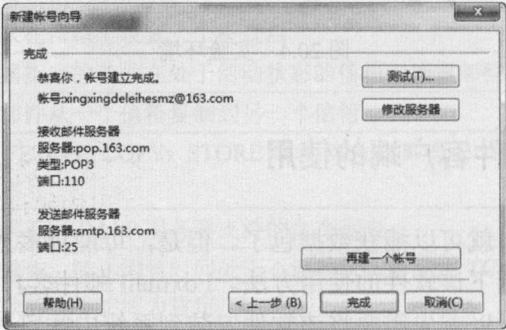 新建帐号向导
完成
恭喜你，帐号建立完成。
测试(T)...
帐号:xingxingdeleihesmz@163.com
修改服务器
接收邮件服务器
服务器:pop.163.com
类型:POP3
端口:110
发送邮件服务器
服务器:smtp.163.com
端口:25
再建一个帐号
帮助(H)
< 上一步 (B)
完成
取消(C)